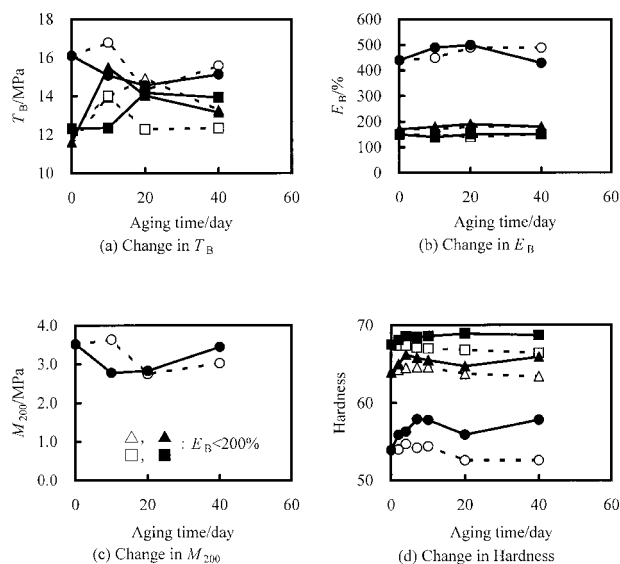 18
16
14
12
10
T_B/MPa
0 20 40 60
Aging time/day
(a) Change in T_B
600
500
400
300
200
100
0
E_B/%
0 20 40 60
Aging time/day
(b) Change in E_B
4.0
3.0
2.0
1.0
0.0
M_200/MPa
△, ▲ : E_B<200%
□, ■
0 20 40 60
Aging time/day
(c) Change in M_200
70
60
50
Hardness
0 20 40 60
Aging time/day
(d) Change in Hardness